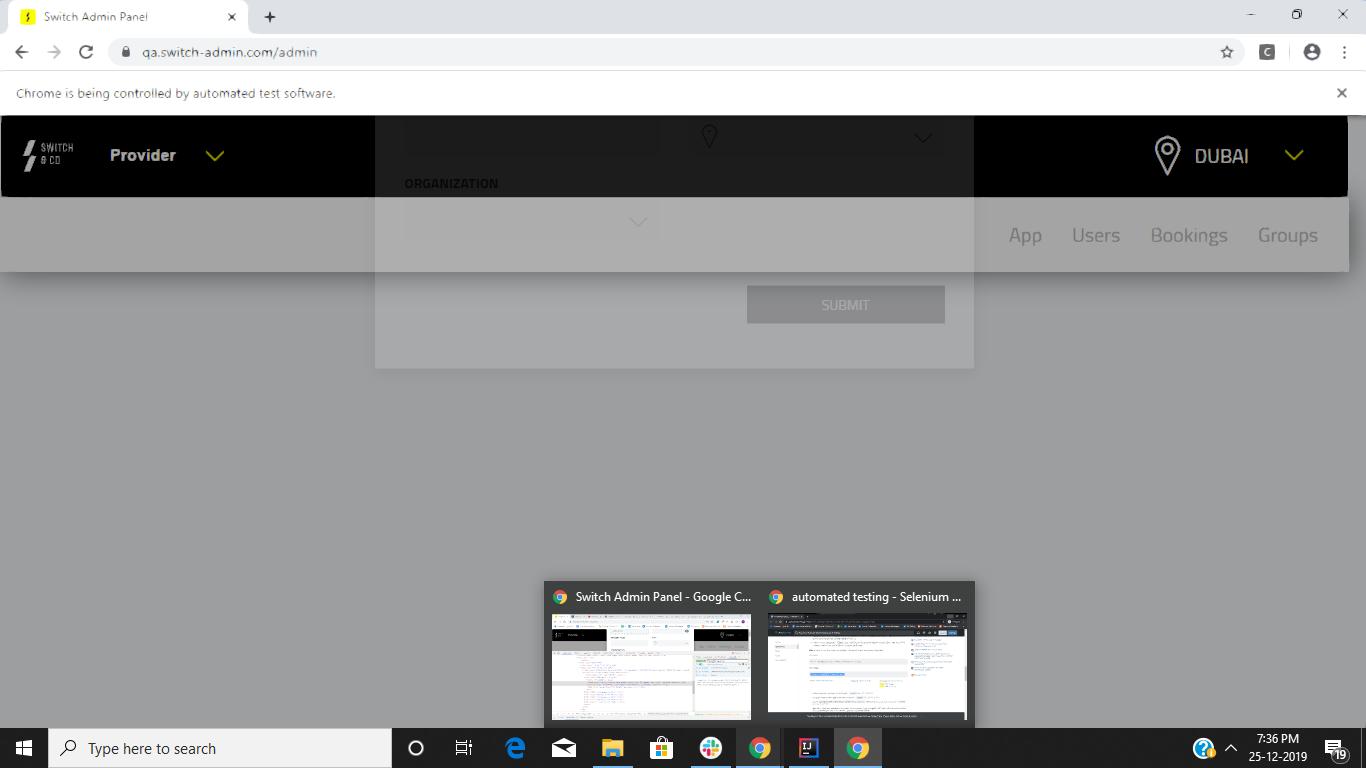 Switch Admin Panel
qa.switch-admin.com/admin
C
Chrome is being controlled by automated test software.
SWITCH
& CO
Provider
DUBAI
ORGANIZATION
App
Users
Bookings
Groups
SUBMIT
Switch Admin Panel - Google C...
automated testing - Selenium ...
Type here to search
IJ
7:36 PM
25-12-2019
19